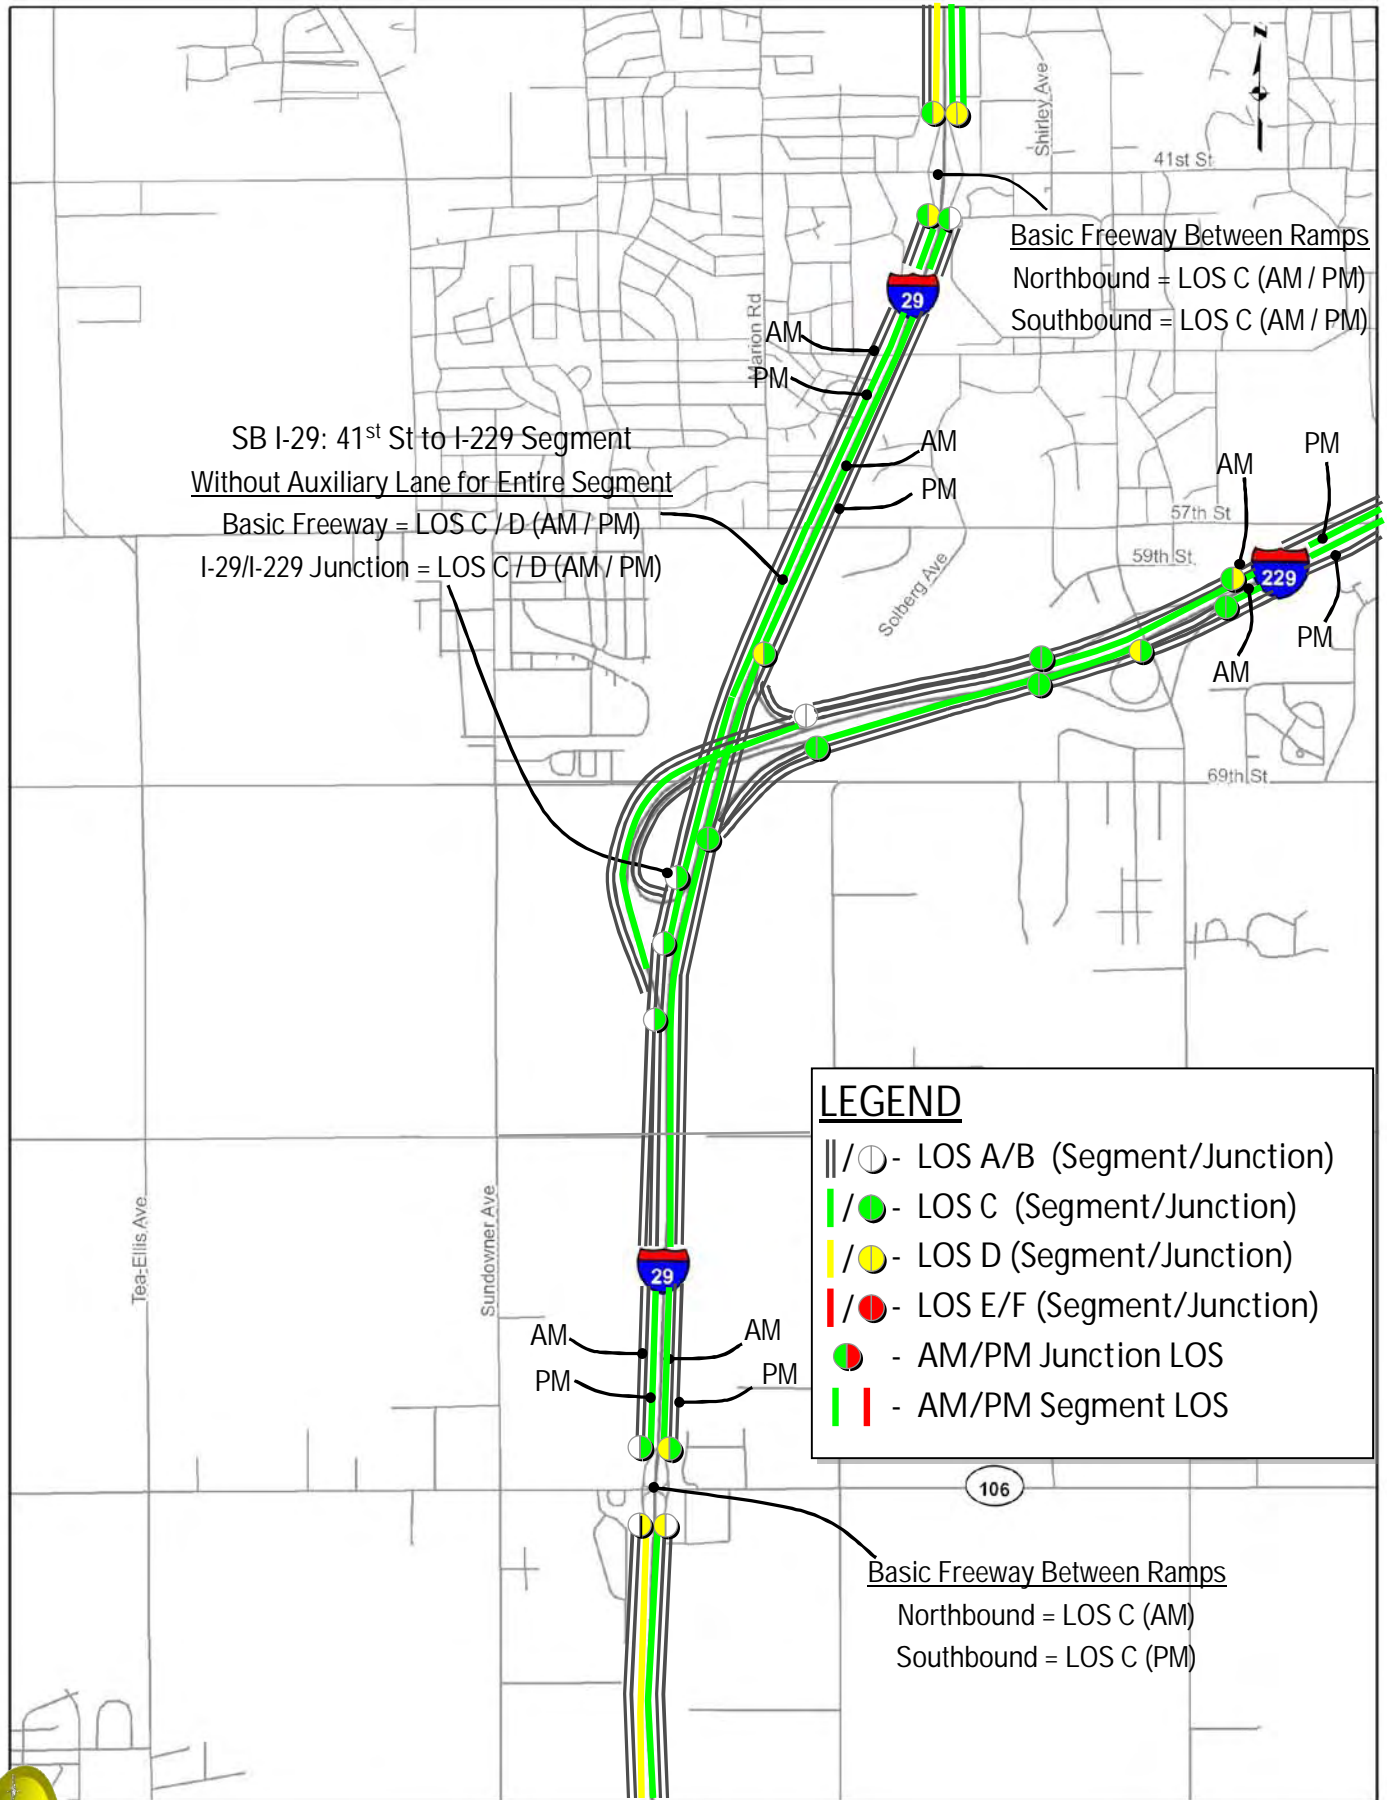 Z
Shirley Ave
41st St
Basic Freeway Between Ramps
Northbound = LOS C (AM / PM)
Southbound = LOS C (AM / PM)
29
Marion Rd
AM
PM
SB I-29: 41st St to I-229 Segment
Without Auxiliary Lane for Entire Segment
Basic Freeway = LOS C / D (AM / PM)
I-29/I-229 Junction = LOS C / D (AM / PM)
AM
PM
AM
PM
57th St
59th St
229
Solberg Ave
AM
PM
69th St
LEGEND
/ - LOS A/B (Segment/Junction)
/ - LOS C (Segment/Junction)
/ - LOS D (Segment/Junction)
/ - LOS E/F (Segment/Junction)
- AM/PM Junction LOS
- AM/PM Segment LOS
Tea-Ellis Ave
Sundowner Ave
29
AM
AM
PM
PM
106
Basic Freeway Between Ramps
Northbound = LOS C (AM)
Southbound = LOS C (PM)